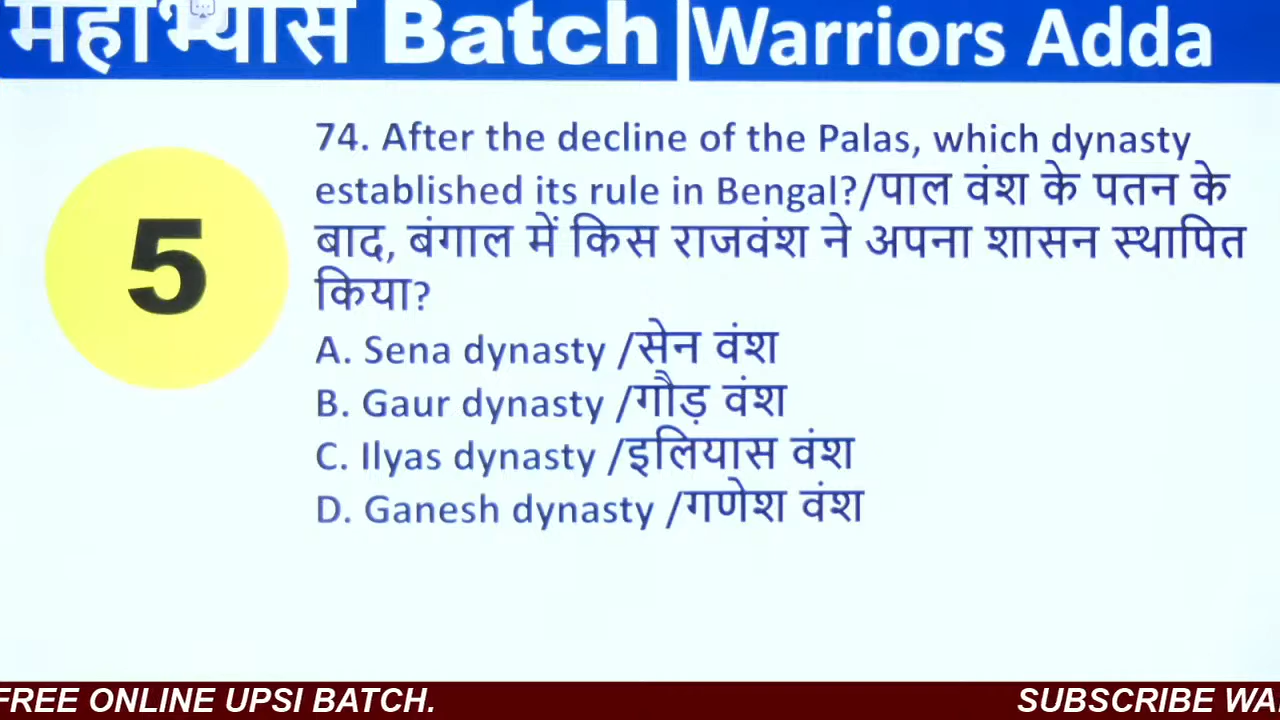 महाभ्यास Batch Warriors Adda
5
74. After the decline of the Palas, which dynasty
established its rule in Bengal?/पाल वंश के पतन के
बाद, बंगाल में किस राजवंश ने अपना शासन स्थापित
किया?
A. Sena dynasty /सेन वंश
B. Gaur dynasty /गौड़ वंश
C. Ilyas dynasty /इलियास वंश
D. Ganesh dynasty /गणेश वंश
FREE ONLINE UPSI BATCH. SUBSCRIBE